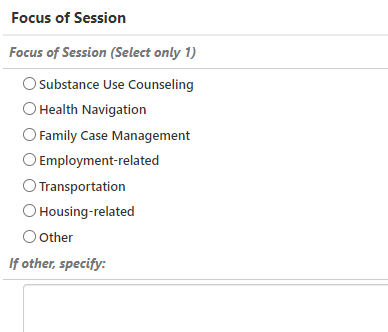 Focus of Session
Focus of Session (Select only 1)
Substance Use Counseling
Health Navigation
Family Case Management
Employment-related
Transportation
Housing-related
Other
If other, specify: